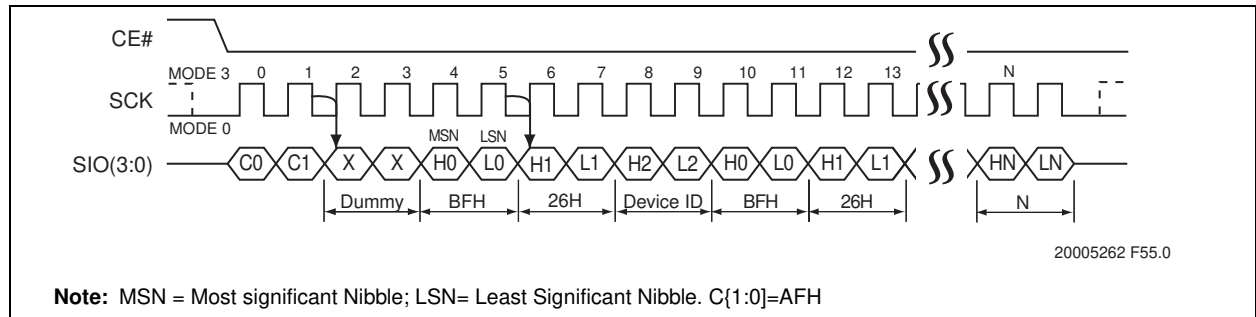 CE#
MODE 3 0 1 2 3 4 5 6 7 8 9 10 11 12 13 N
SCK
MODE 0
MSN LSN
SIO(3:0) C0 C1 X X H0 L0 H1 L1 H2 L2 H0 L0 H1 L1 HN LN
Dummy BFH 26H Device ID BFH 26H N
20005262 F55.0
Note: MSN = Most significant Nibble; LSN= Least Significant Nibble. C{1:0]=AFH